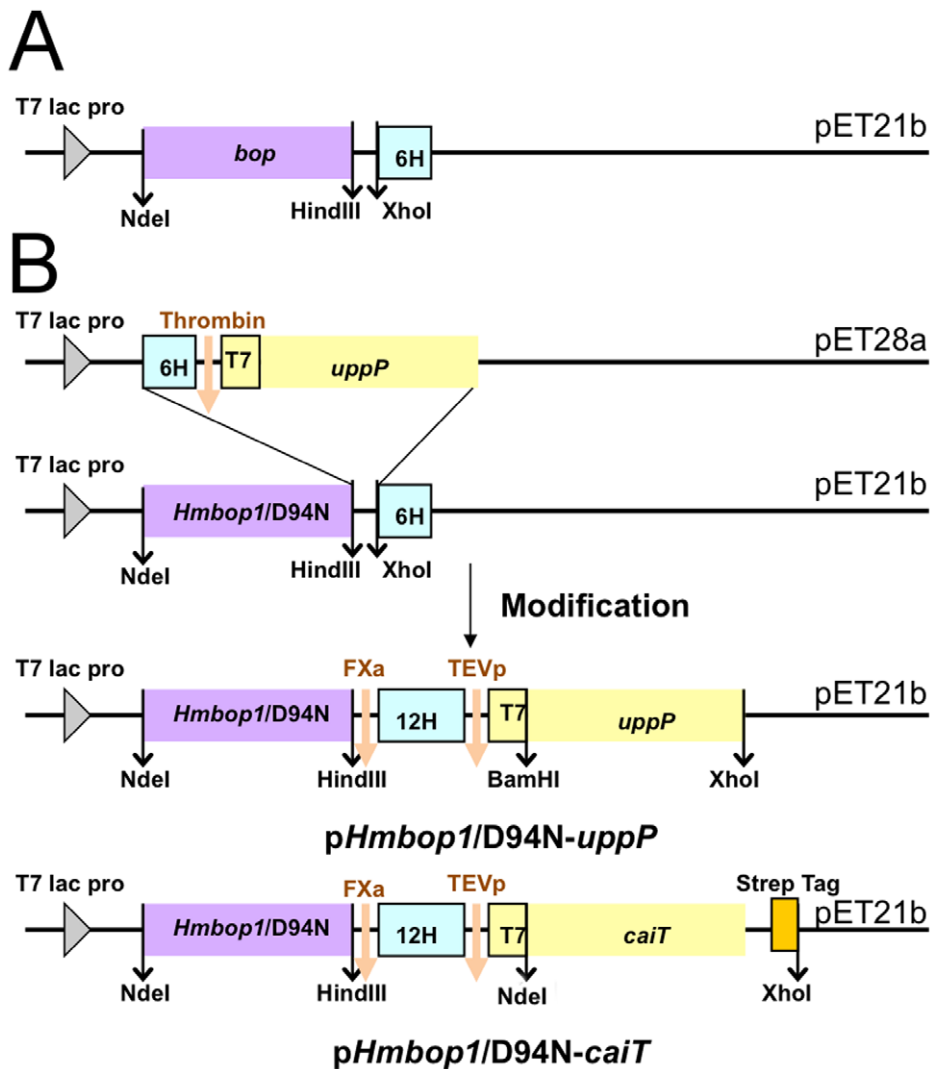 A
T7 lac pro
pET21b
bop
6H
NdeI
HindIII
XhoI
B
T7 lac pro
Thrombin
pET28a
6H
T7
uppP
T7 lac pro
pET21b
Hmbop1/D94N
6H
NdeI
HindIII
XhoI
Modification
T7 lac pro
FXa
TEVp
pET21b
Hmbop1/D94N
12H
T7
uppP
NdeI
HindIII
BamHI
XhoI
pHmbop1/D94N-uppP
T7 lac pro
FXa
TEVp
Strep Tag
pET21b
Hmbop1/D94N
12H
T7
caiT
NdeI
HindIII
NdeI
XhoI
pHmbop1/D94N-caiT